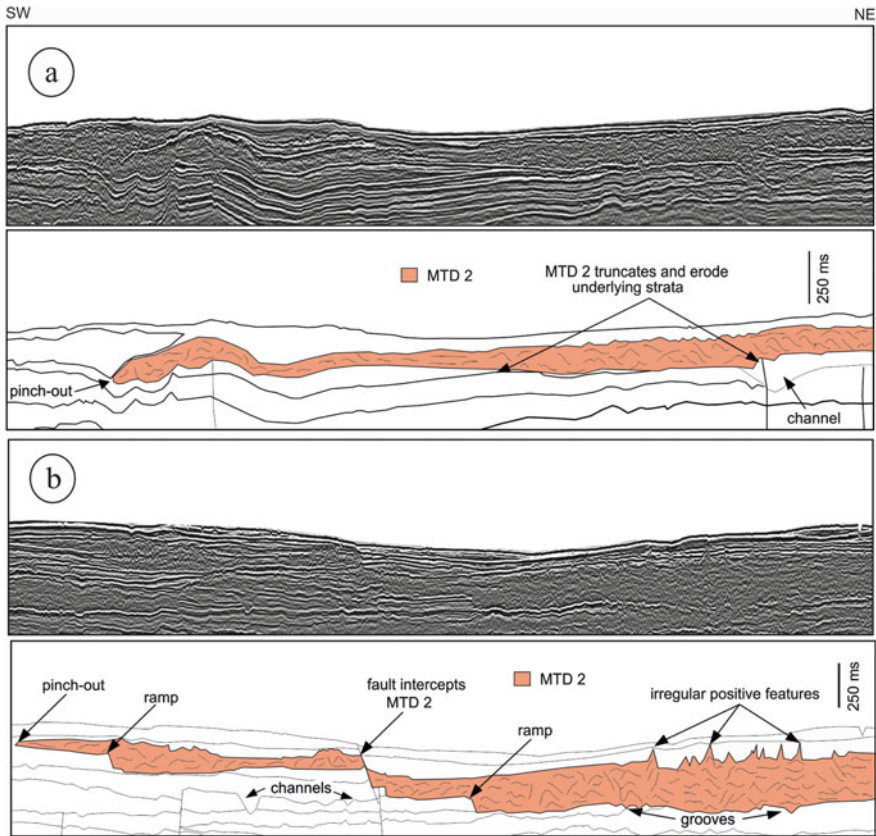 SW
NE
a
MTD 2
MTD 2 truncates and erode
underlying strata
250 ms
pinch-out
channel
b
MTD 2
250 ms
pinch-out
ramp
fault intercepts
MTD 2
irregular positive features
ramp
channels
grooves